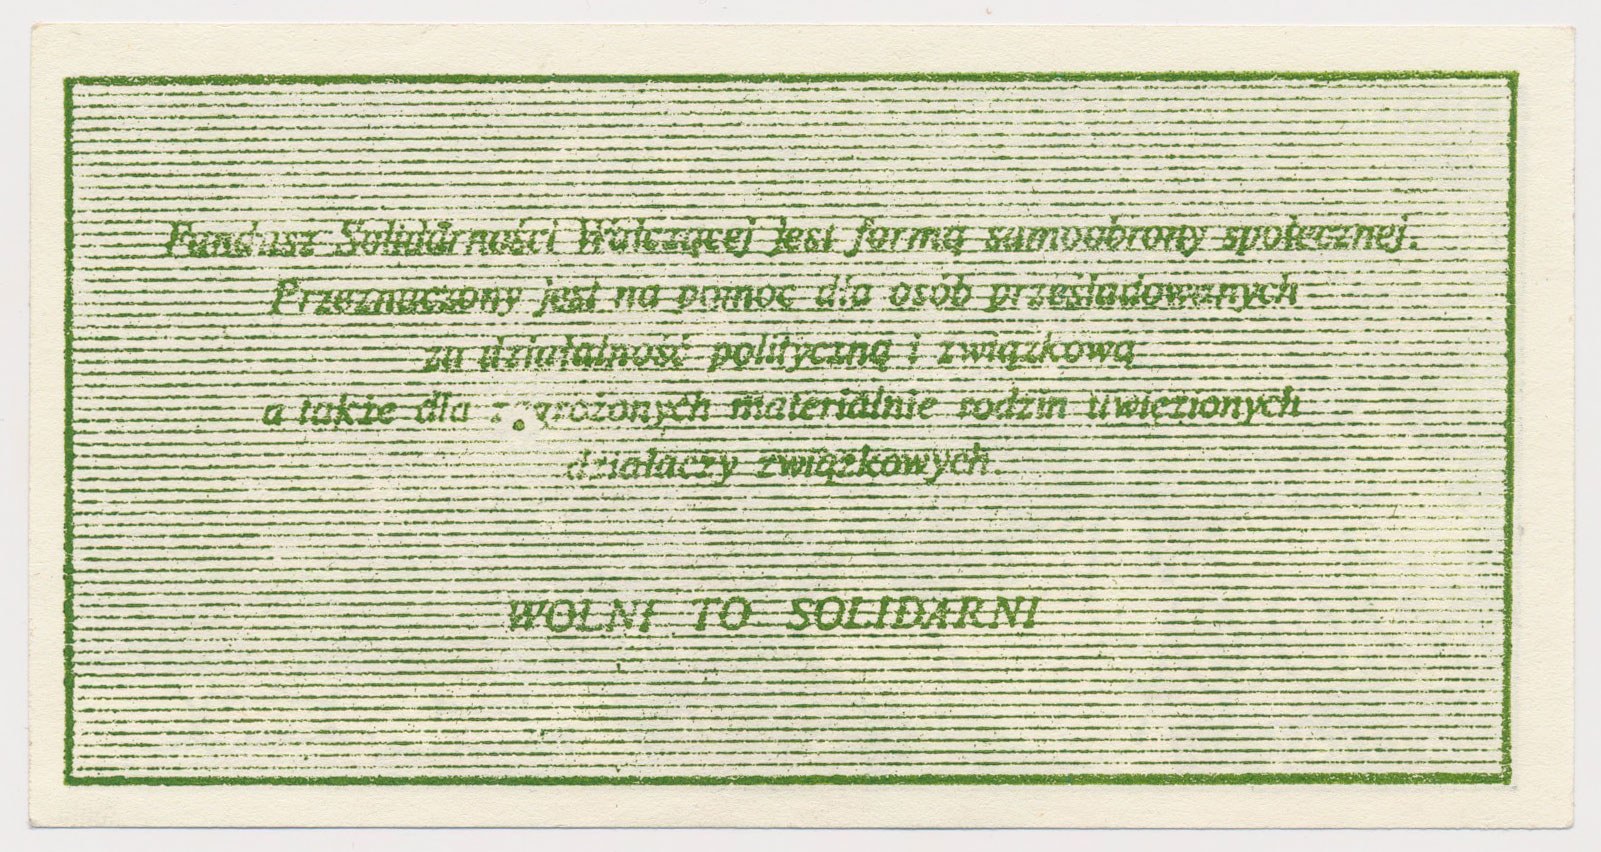 Fundusz Solidarności Walczącej jest formą samoobrony społecznej.
Przeznaczony jest na pomoc dla osób prześladowanych
za działalność polityczną i związkową
a także dla zagrożonych materialnie rodzin uwięzionych
działaczy związkowych.
WOLNI TO SOLIDARNI